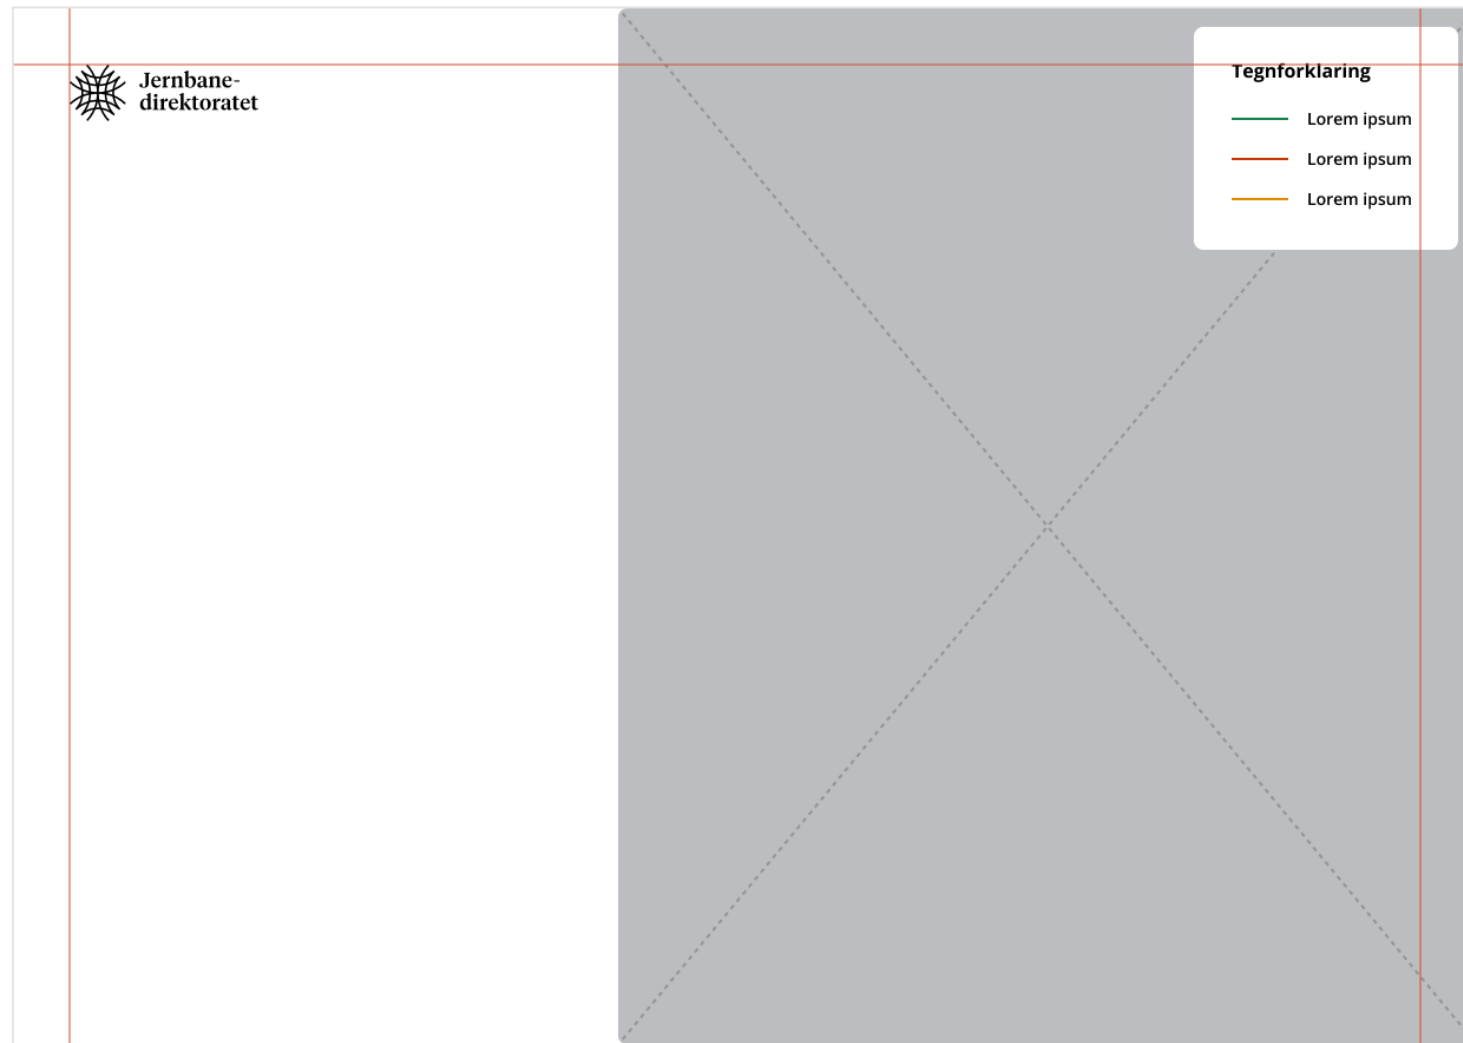 Jernbane-
direktoratet
Tegnforklaring
Lorem ipsum
Lorem ipsum
Lorem ipsum